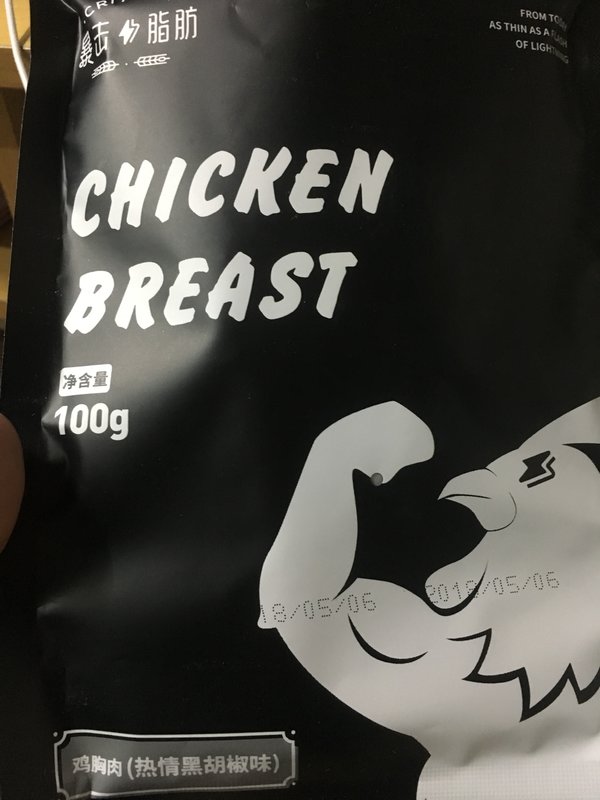 脂肪
FROM TODAY
AS THIN AS A FLASH
OF LIGHTNING
CHICKEN
BREAST
净含量
100g
18/05/06
2018/05/06
鸡胸肉(热情黑胡椒味)